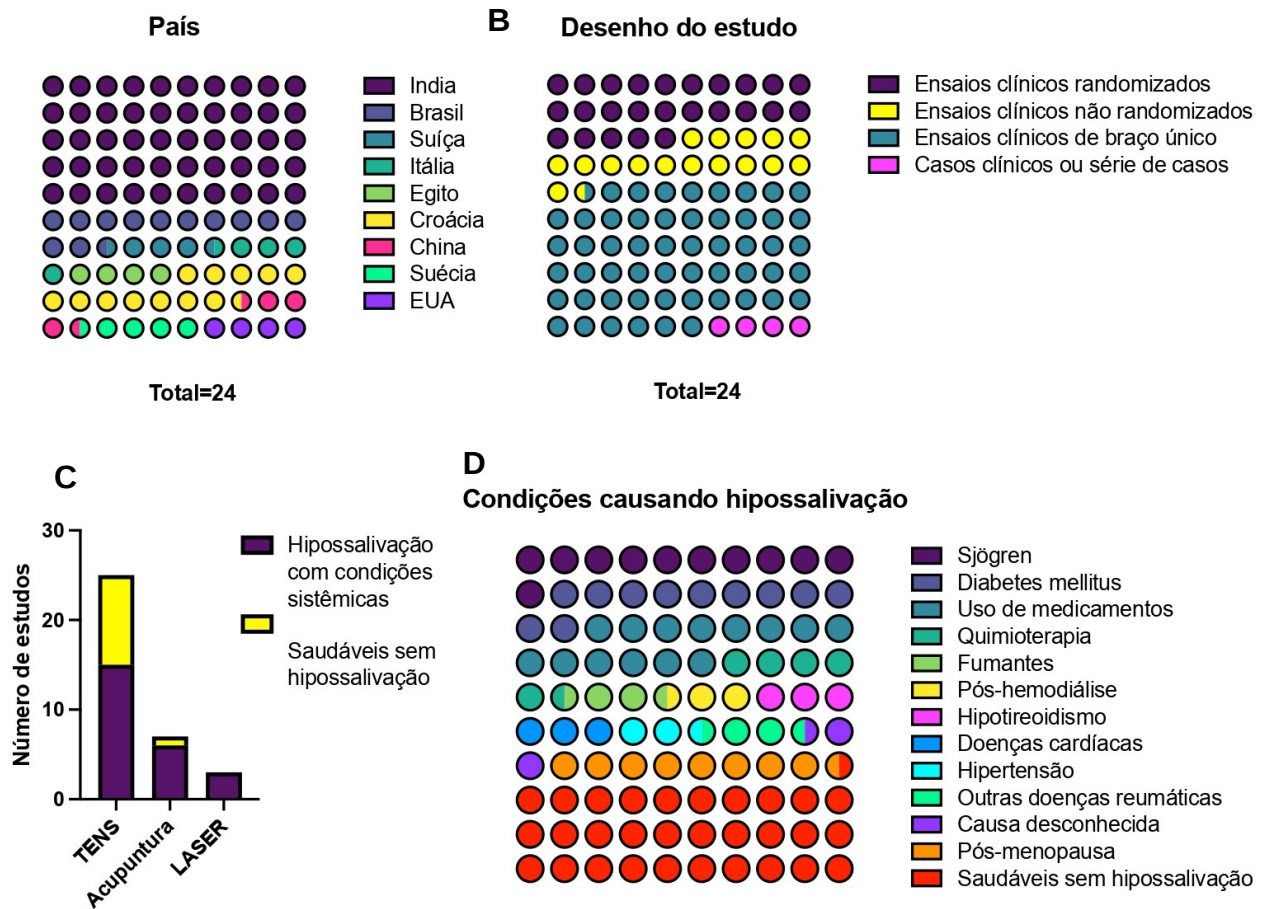 País
India
Brasil
Suíça
Itália
Egito
Croácia
China
Suécia
EUA
Total=24
B
Desenho do estudo
Ensaios clínicos randomizados
Ensaios clínicos não randomizados
Ensaios clínicos de braço único
Casos clínicos ou série de casos
Total=24
C
Número de estudos
30
20
10
0
TENS
Acupuntura
LASER
Hipossalivação
com condições
sistêmicas
Saudáveis sem
hipossalivação
D
Condições causando hipossalivação
Sjögren
Diabetes mellitus
Uso de medicamentos
Quimioterapia
Fumantes
Pós-hemodiálise
Hipotireoidismo
Doenças cardíacas
Hipertensão
Outras doenças reumáticas
Causa desconhecida
Pós-menopausa
Saudáveis sem hipossalivação